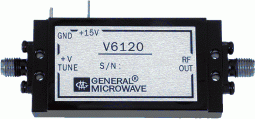 GND +15V
V6120
+V
TUNE
S/N:
RF
OUT
GENERAL®
MICROWAVE